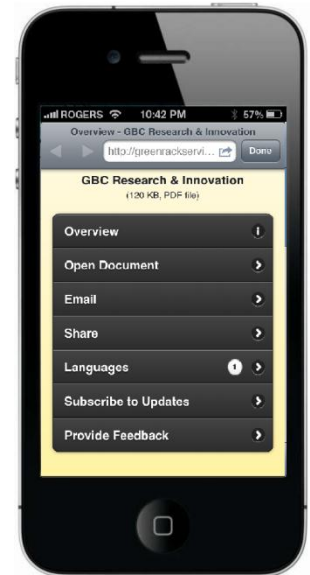 ROGERS 10:42 PM 57%
Overview - GBC Research & Innovation
http://greenrackservi... Done
GBC Research & Innovation
(120 KB, PDF file)
Overview
Open Document
Email
Share
Languages 1
Subscribe to Updates
Provide Feedback